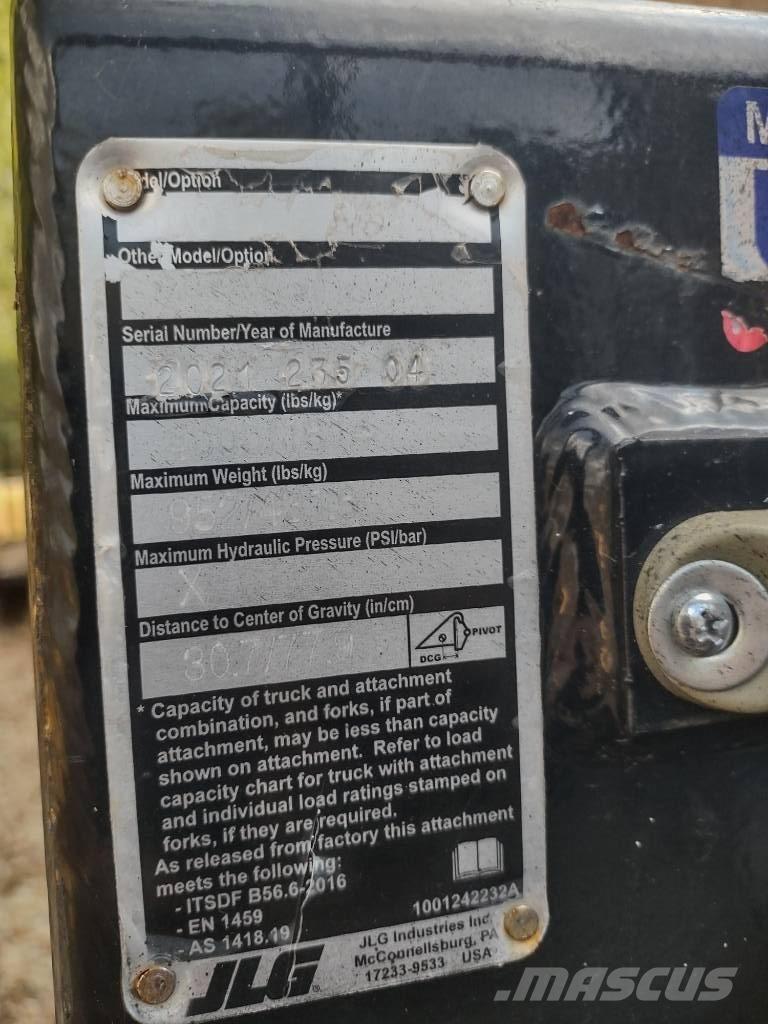 del/Option
Other Model/Option
Serial Number/Year of Manufacture
2021 235 04
Maximum Capacity (lbs/kg)*
Maximum Weight (lbs/kg)
Maximum Hydraulic Pressure (PSI/bar)
X
Distance to Center of Gravity (in/cm)
30.7/77.
DCG
PIVOT
* Capacity of truck and attachment
combination, and forks, if part of
attachment, may be less than capacity
shown on attachment. Refer to load
capacity chart for truck with attachment
and individual load ratings stamped on
forks, if they are required.
As released from factory this attachment
meets the following:
- ITSDF B56.6-2016
- EN 1459
- AS 1418.19
1001242232A
JLG
JLG Industries Inc.
McConnellsburg, PA
17233-9533 USA
M
MASCUS